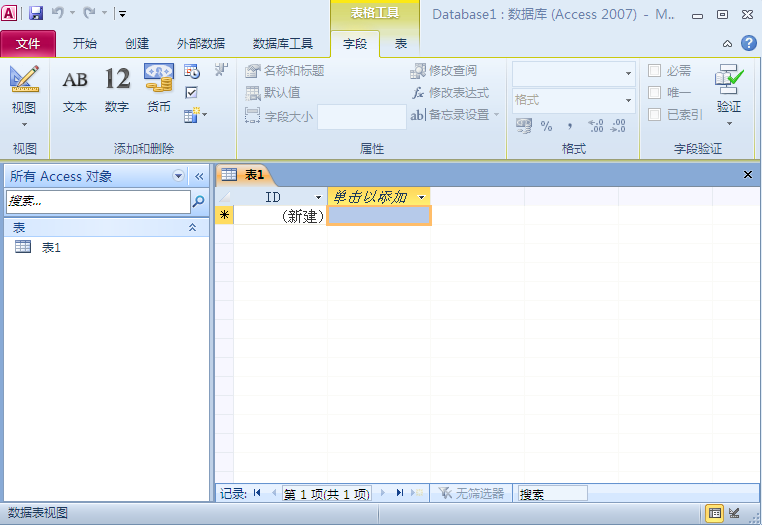 表格工具
Database1 : 数据库 (Access 2007) - M...
文件 开始 创建 外部数据 数据库工具 字段 表
视图
AB 文本
12 数字
货币
名称和标题
默认值
字段大小
修改查阅
fx 修改表达式
ab 备忘录设置
格式
% , .00 .00
必需
唯一
已索引
验证
视图 添加和删除 属性 格式 字段验证
所有 Access 对象
搜索...
表
表1
表1
ID 单击以添加
* (新建)
记录: 第 1 项(共 1 项) 无筛选器 搜索
数据表视图